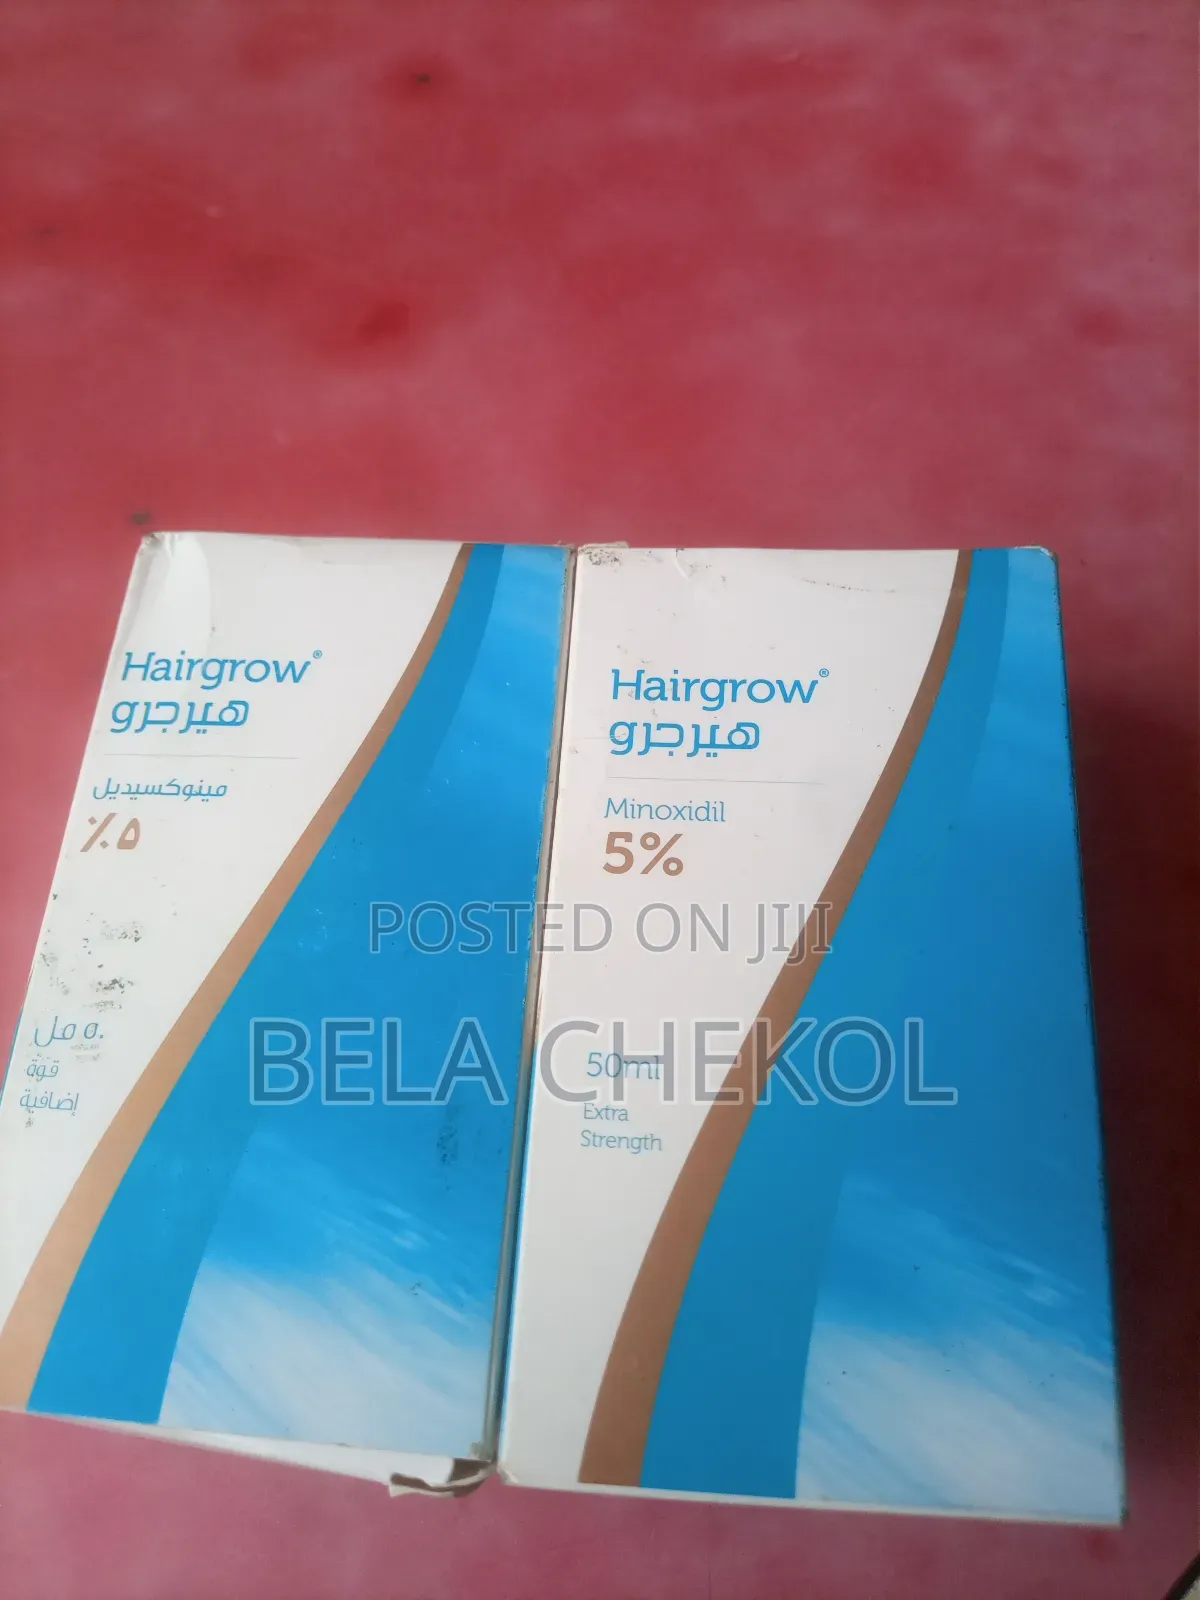 Hairgrow®
هيرجرو
مينوكسيديل
٥٪
٥٠ مل
قوّة
إضافية
Hairgrow®
هيرجرو
Minoxidil
5%
50ml
Extra
Strength
POSTED ON JIJI
BELA CHEKOL